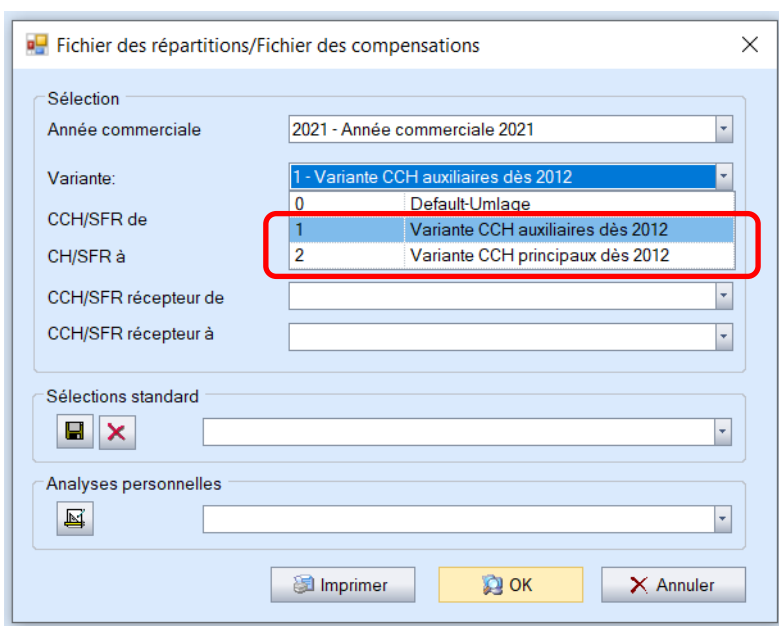 Fichier des répartitions/Fichier des compensations
Sélection
Année commerciale 2021 - Année commerciale 2021
Variante: 1 - Variante CCH auxiliaires dès 2012
0 Default-Umlage
CCH/SFR de
1 Variante CCH auxiliaires dès 2012
CH/SFR à
2 Variante CCH principaux dès 2012
CCH/SFR récepteur de
CCH/SFR récepteur à
Sélections standard
Analyses personnelles
Imprimer OK Annuler